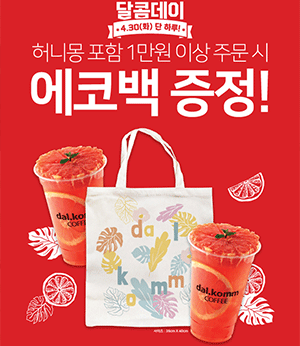 달콤데이
4.30(화) 단 하루!
허니몽 포함 1만원 이상 주문 시
에코백 증정!
dal.komm
COFFEE
da l
komm
dal.komm
COFFEE